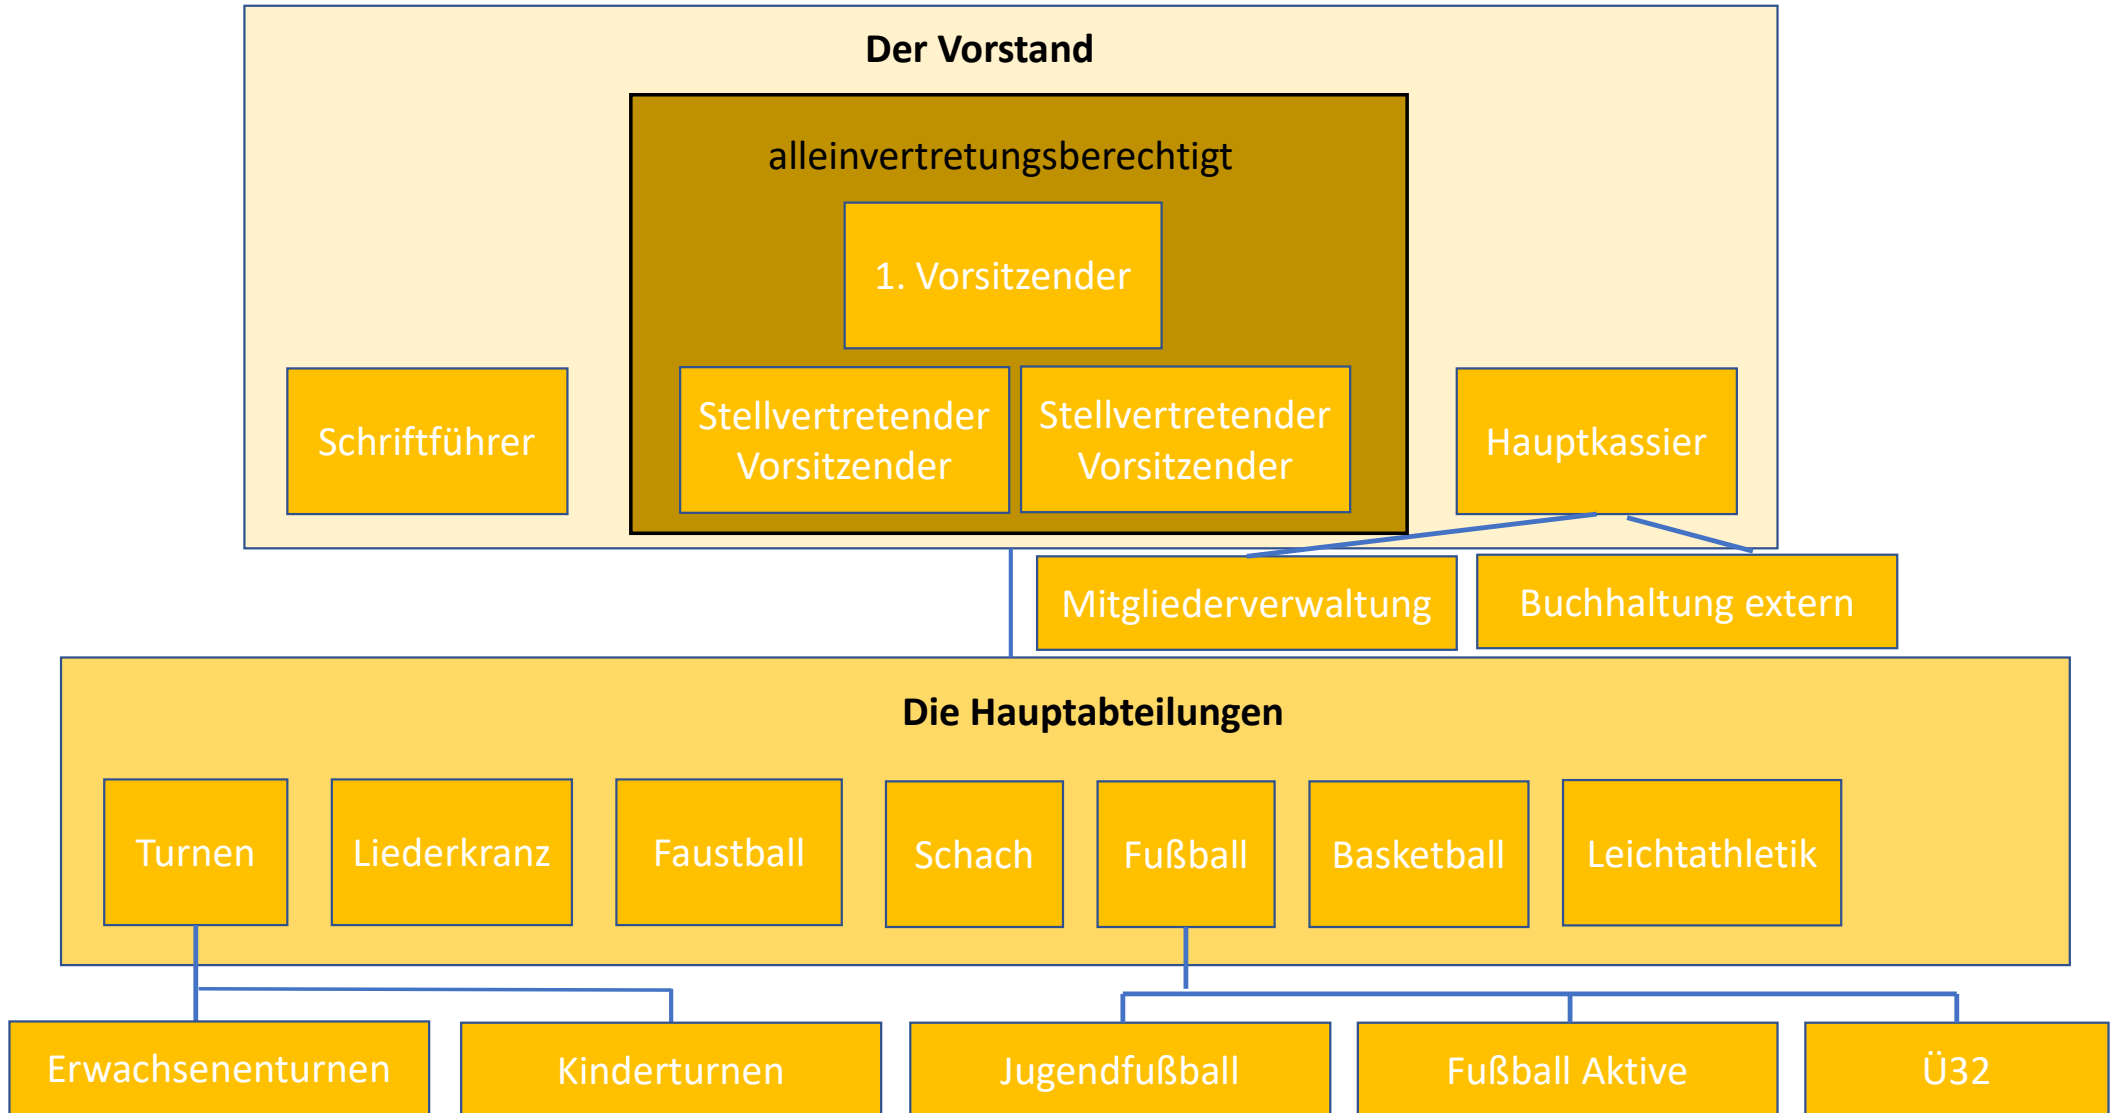 Der Vorstand
alleinvertretungsberechtigt
1. Vorsitzender
Schriftführer
Stellvertretender
Vorsitzender
Stellvertretender
Vorsitzender
Hauptkassier
Mitgliederverwaltung
Buchhaltung extern
Die Hauptabteilungen
Turnen
Liederkranz
Faustball
Schach
Fußball
Basketball
Leichtathletik
Erwachsenenturnen
Kinderturnen
Jugendfußball
Fußball Aktive
Ü32